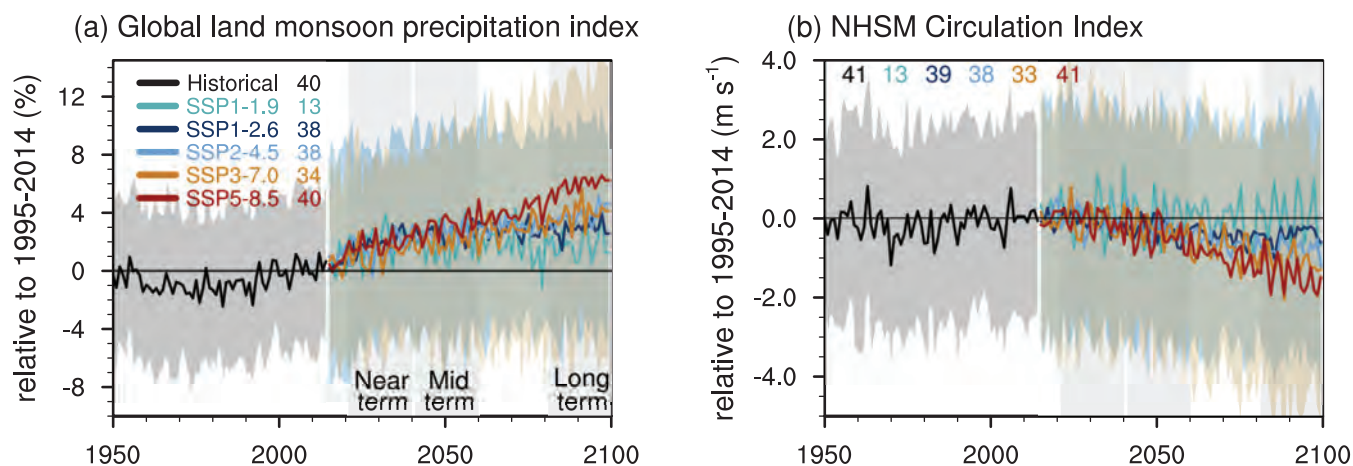 (a) Global land monsoon precipitation index
relative to 1995-2014 (%)
12
8
4
0
-4
-8
Historical 40
SSP1-1.9 13
SSP1-2.6 38
SSP2-4.5 38
SSP3-7.0 34
SSP5-8.5 40
Near term
Mid term
Long term
1950 2000 2050 2100
(b) NHSM Circulation Index
relative to 1995-2014 (m s⁻¹)
4.0
2.0
0.0
-2.0
-4.0
41 13 39 38 33 41
1950 2000 2050 2100